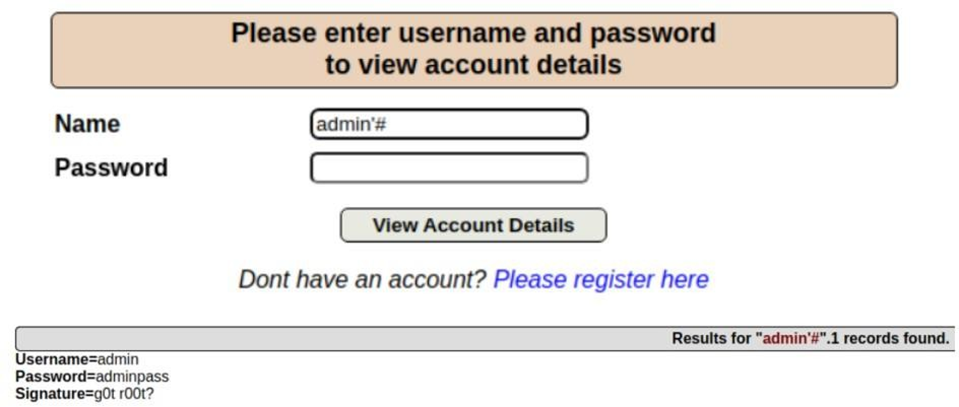 Please enter username and password
to view account details
Name
admin'#
Password
View Account Details
Dont have an account? Please register here
Results for "admin'#".1 records found.
Username=admin
Password=adminpass
Signature=g0t r00t?